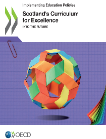 Implementing Education Policies
Scotland's Curriculum
for Excellence
INTO THE FUTURE
OECD